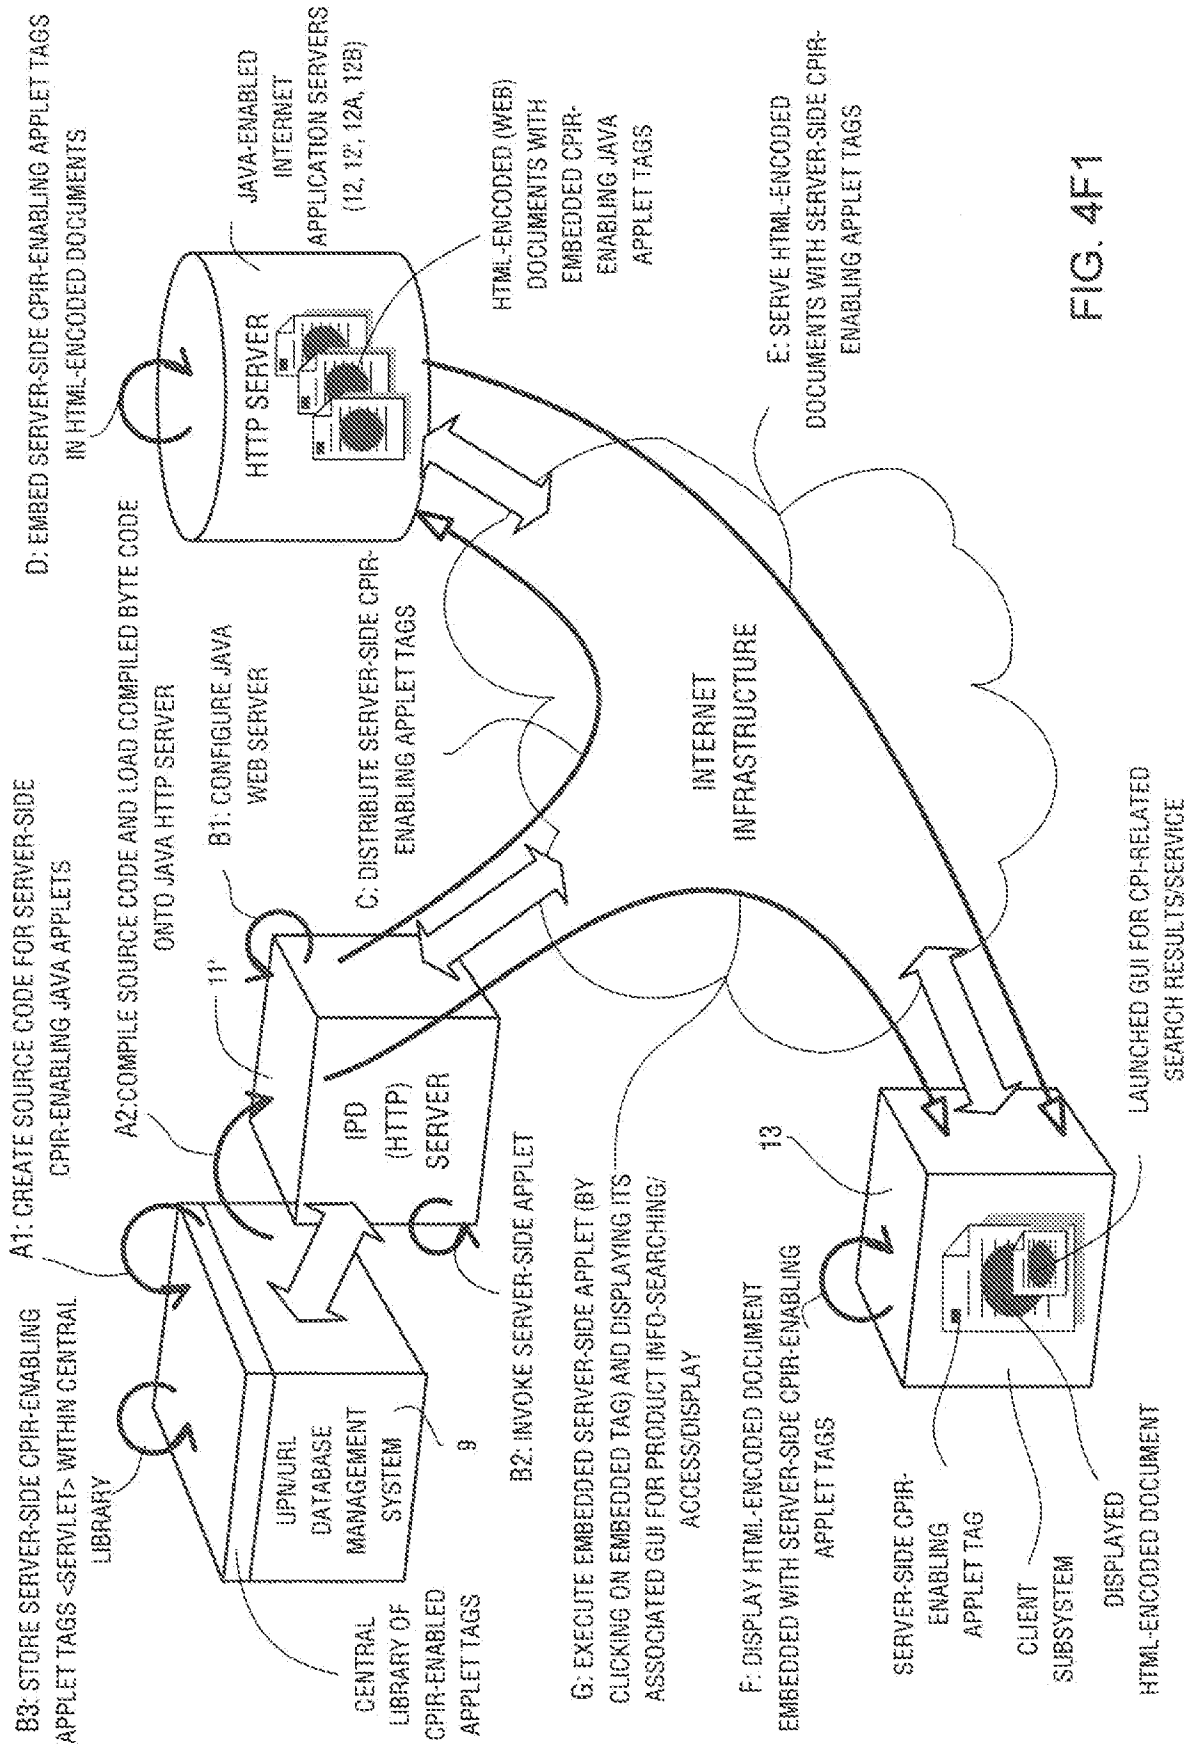 B3: STORE SERVER-SIDE CPIR-ENABLING
APPLET TAGS <SERVLET> WITHIN CENTRAL
LIBRARY
A1: CREATE SOURCE CODE FOR SERVER-SIDE
CPIR-ENABLING JAVA APPLETS
A2:COMPILE SOURCE CODE AND LOAD COMPILED BYTE CODE
ONTO JAVA HTTP SERVER
D: EMBED SERVER-SIDE CPIR-ENABLING APPLET TAGS
IN HTML-ENCODED DOCUMENTS
11'
B1: CONFIGURE JAVA
WEB SERVER
JAVA-ENABLED
INTERNET
APPLICATION SERVERS
(12, 12', 12A, 12B)
HTTP SERVER
UPN/URL
DATABASE
MANAGEMENT
SYSTEM
9
IPD
(HTTP)
SERVER
CENTRAL
LIBRARY OF
CPIR-ENABLED
APPLET TAGS
B2: INVOKE SERVER-SIDE APPLET
C: DISTRIBUTE SERVER-SIDE CPIR-
ENABLING APPLET TAGS
HTML-ENCODED (WEB)
DOCUMENTS WITH
EMBEDDED CPIR-
ENABLING JAVA
APPLET TAGS
G: EXECUTE EMBEDDED SERVER-SIDE APPLET (BY
CLICKING ON EMBEDDED TAG) AND DISPLAYING ITS
ASSOCIATED GUI FOR PRODUCT INFO-SEARCHING/
ACCESS/DISPLAY
INTERNET
INFRASTRUCTURE
E: SERVE HTML-ENCODED
DOCUMENTS WITH SERVER-SIDE CPIR-
ENABLING APPLET TAGS
F: DISPLAY HTML-ENCODED DOCUMENT
EMBEDDED WITH SERVER-SIDE CPIR-ENABLING
APPLET TAGS
13
SERVER-SIDE CPIR-
ENABLING
APPLET TAG
CLIENT
SUBSYSTEM
DISPLAYED
HTML-ENCODED DOCUMENT
LAUNCHED GUI FOR CPI-RELATED
SEARCH RESULTS/SERVICE
FIG. 4F1